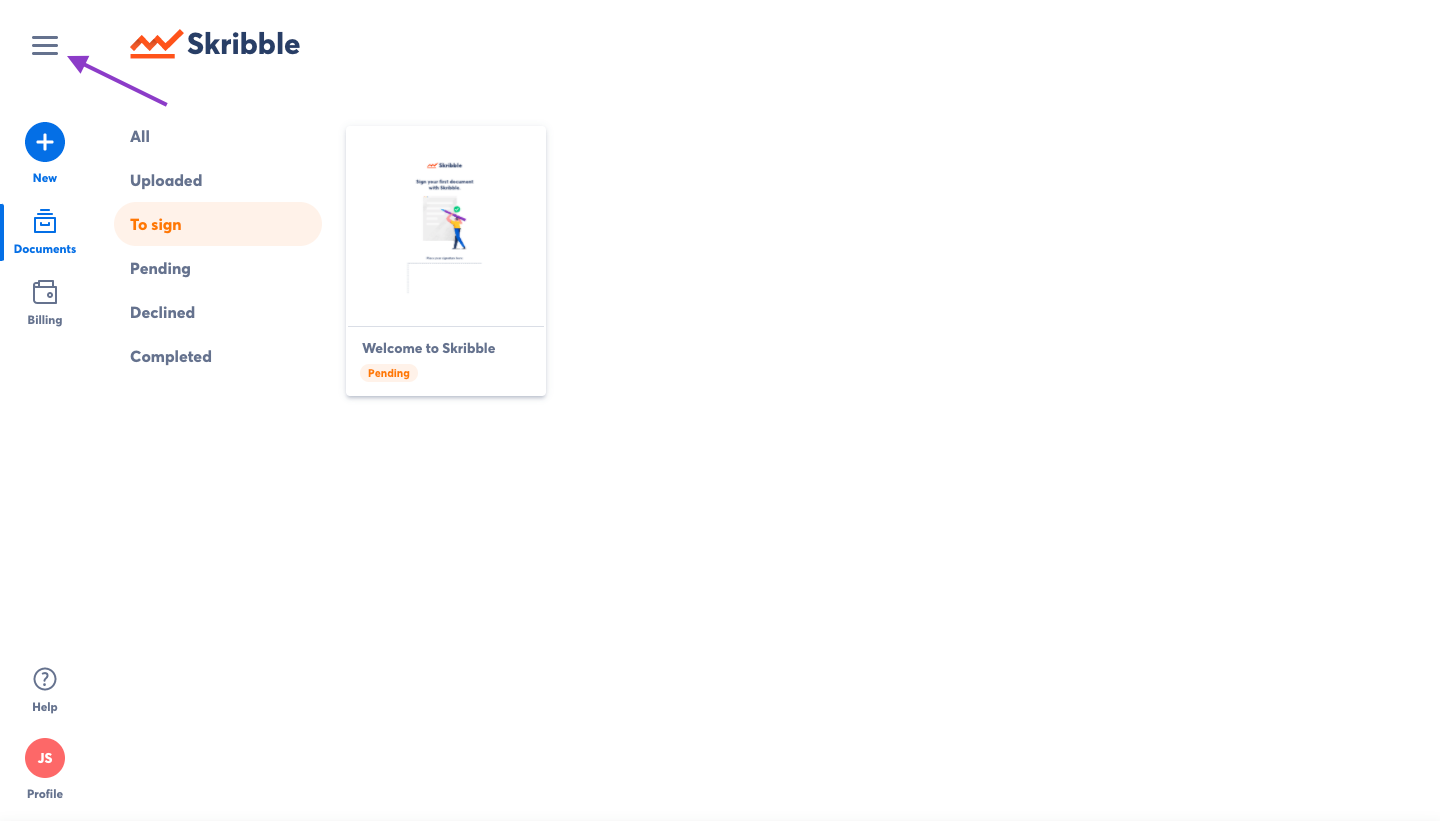 Skribble
New
Documents
Billing
Help
JS
Profile
All
Uploaded
To sign
Pending
Declined
Completed
Skribble
Sign your first document
with Skribble.
Welcome to Skribble
Pending